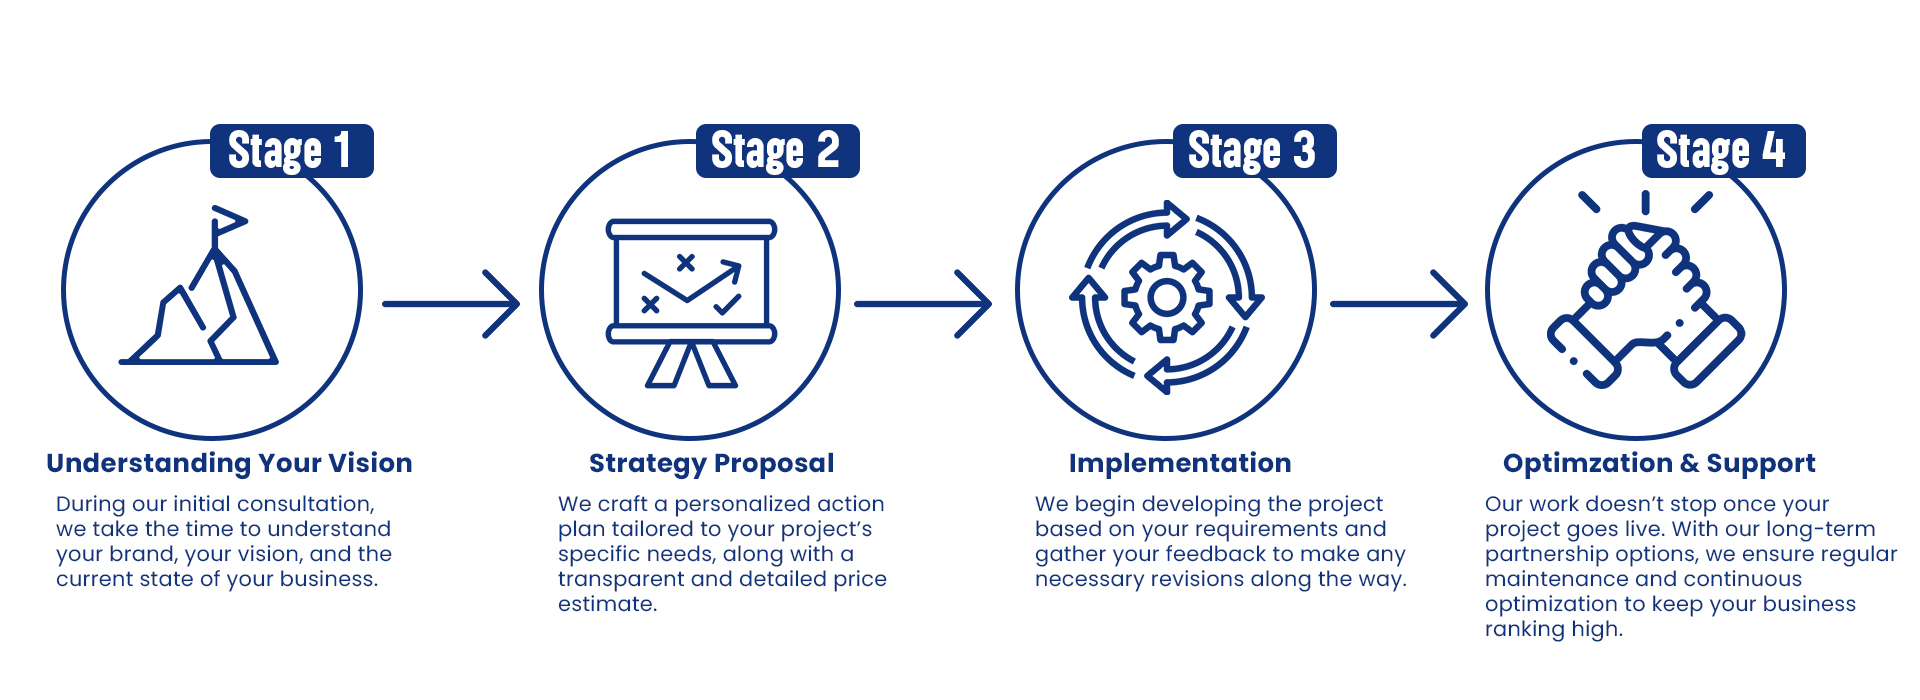 Stage 1
Understanding Your Vision
During our initial consultation,
we take the time to understand
your brand, your vision, and the
current state of your business.
Stage 2
Strategy Proposal
We craft a personalized action
plan tailored to your project’s
specific needs, along with a
transparent and detailed price
estimate.
Stage 3
Implementation
We begin developing the project
based on your requirements and
gather your feedback to make any
necessary revisions along the way.
Stage 4
Optimzation & Support
Our work doesn’t stop once your
project goes live. With our long-term
partnership options, we ensure regular
maintenance and continuous
optimization to keep your business
ranking high.